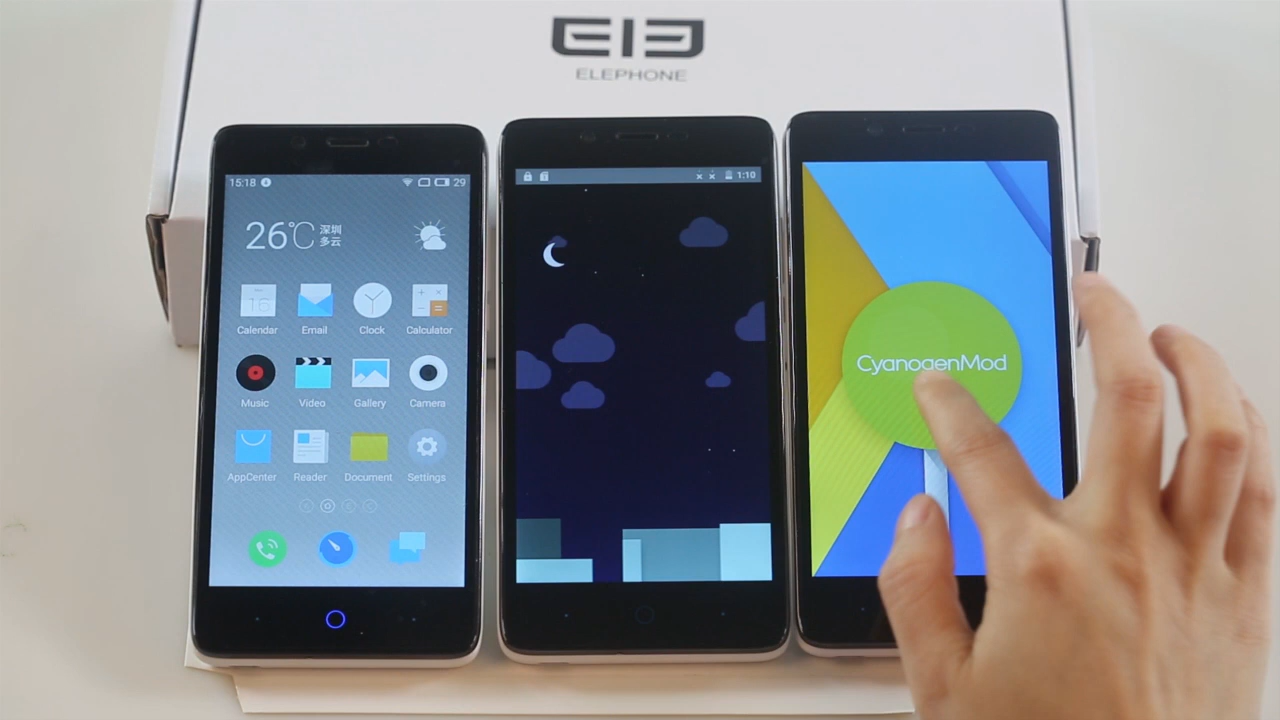 ELEPHONE
15:18 29
26℃ 深圳
多云
16
Calendar Email Clock Calculator
Music Video Gallery Camera
AppCenter Reader Document Settings
1:10
CyanogenMod